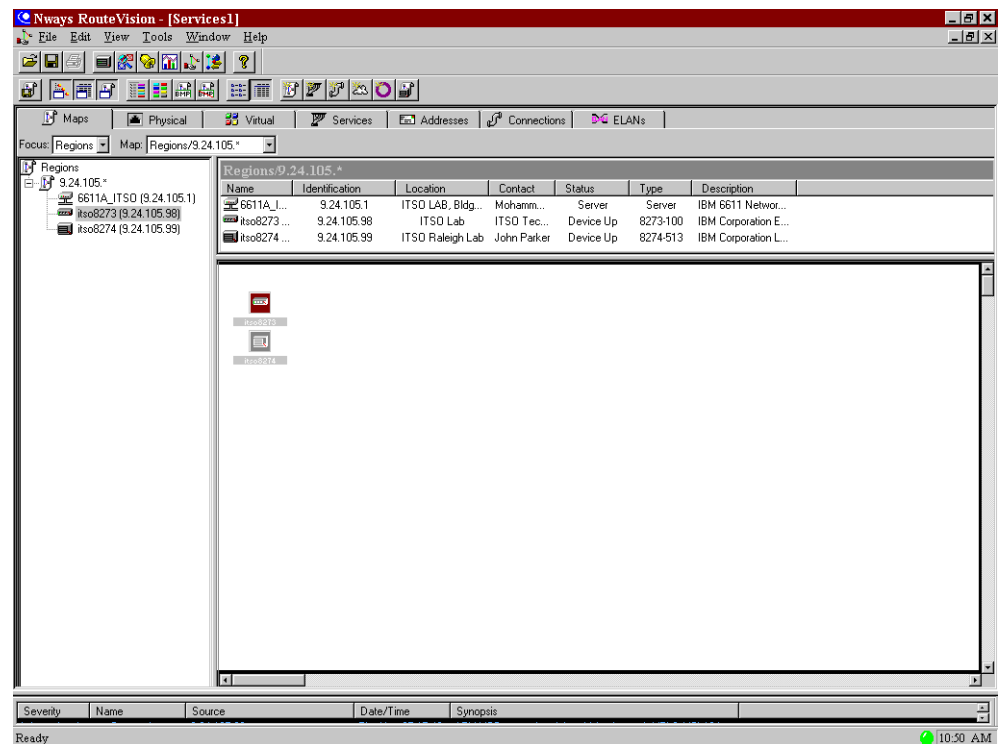 Nways RouteVision - [Services1]
File Edit View Tools Window Help
Maps Physical Virtual Services Addresses Connections ELANs
Focus: Regions Map: Regions/9.24.105.*
Regions
9.24.105.*
6611A_ITSO (9.24.105.1)
itso8273 (9.24.105.98)
itso8274 (9.24.105.99)
Regions/9.24.105.*
Name Identification Location Contact Status Type Description
6611A_I... 9.24.105.1 ITSO LAB, Bldg... Mohamm... Server Server IBM 6611 Networ...
itso8273 ... 9.24.105.98 ITSO Lab ITSO Tec... Device Up 8273-100 IBM Corporation E...
itso8274 ... 9.24.105.99 ITSO Raleigh Lab John Parker Device Up 8274-513 IBM Corporation L...
itso8273
itso8274
Severity Name Source Date/Time Synopsis
Ready 10:50 AM